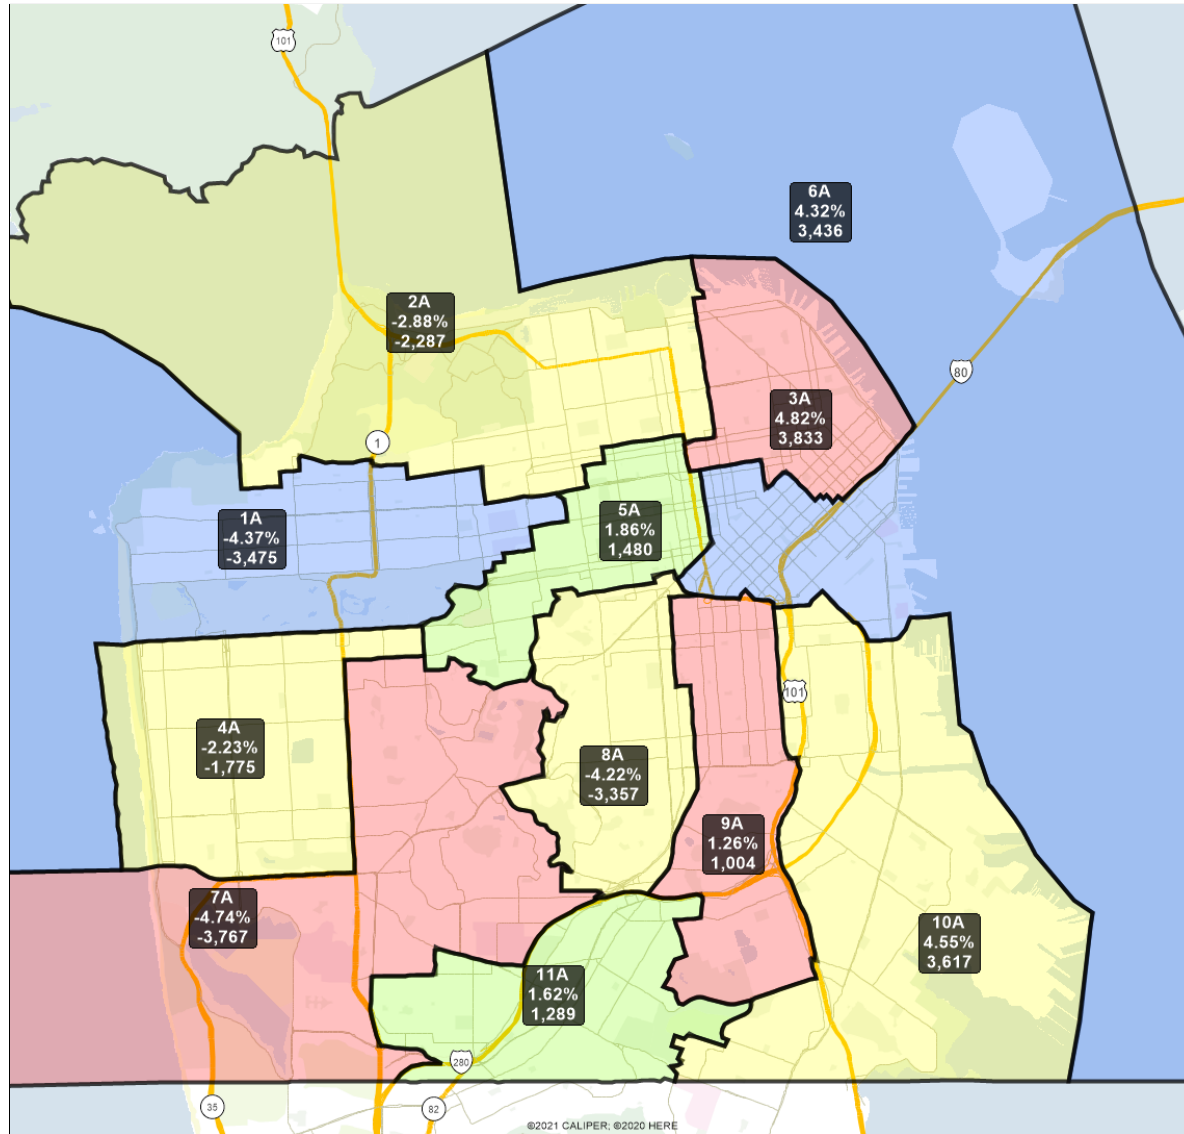 101
6A
4.32%
3,436
2A
-2.88%
-2,287
80
3A
4.82%
3,833
1
1A
-4.37%
-3,475
5A
1.86%
1,480
101
4A
-2.23%
-1,775
8A
-4.22%
-3,357
9A
1.26%
1,004
7A
-4.74%
-3,767
10A
4.55%
3,617
11A
1.62%
1,289
280
35
82
©2021 CALIPER; ©2020 HERE